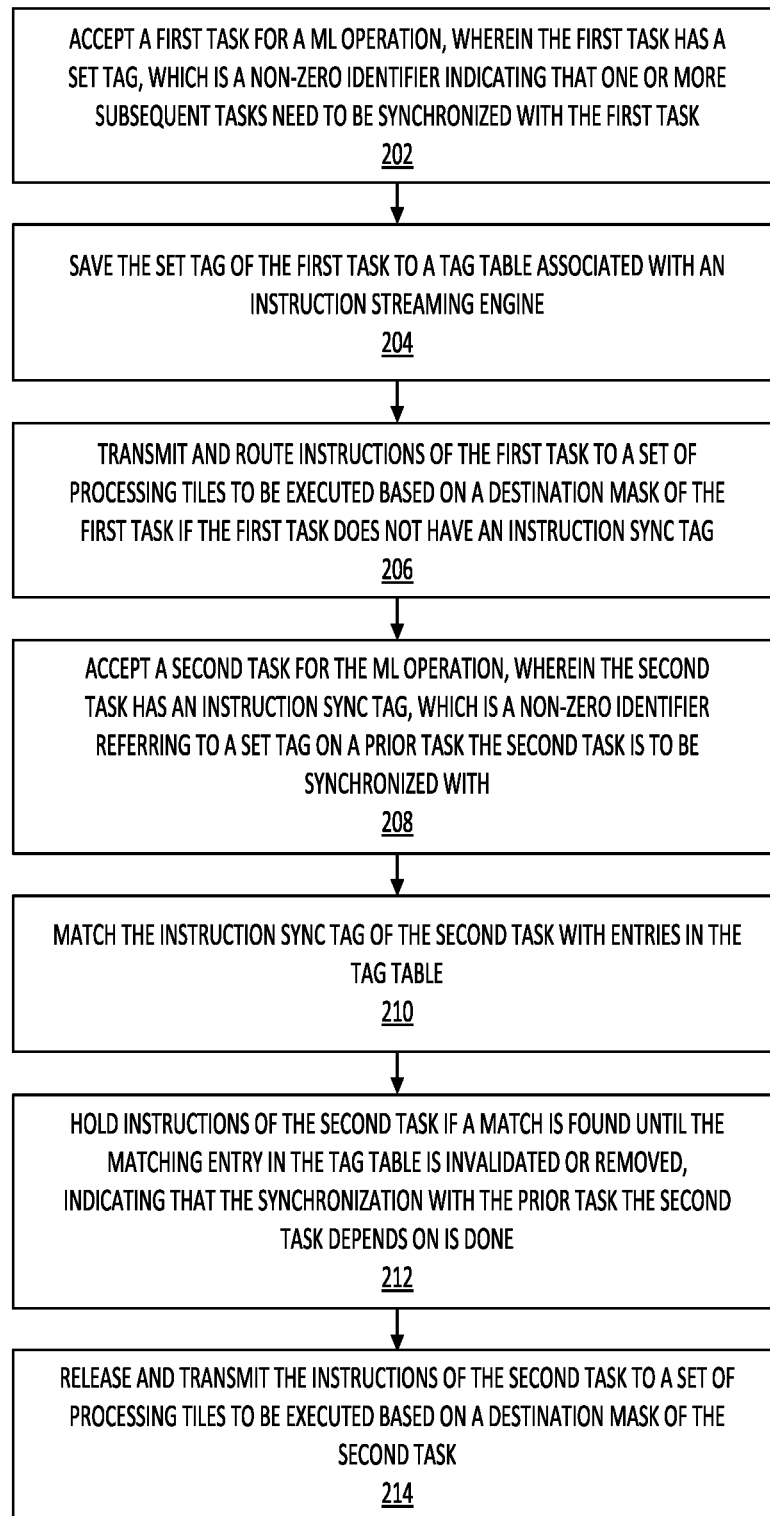 ACCEPT A FIRST TASK FOR A ML OPERATION, WHEREIN THE FIRST TASK HAS A
SET TAG, WHICH IS A NON-ZERO IDENTIFIER INDICATING THAT ONE OR MORE
SUBSEQUENT TASKS NEED TO BE SYNCHRONIZED WITH THE FIRST TASK
202
SAVE THE SET TAG OF THE FIRST TASK TO A TAG TABLE ASSOCIATED WITH AN
INSTRUCTION STREAMING ENGINE
204
TRANSMIT AND ROUTE INSTRUCTIONS OF THE FIRST TASK TO A SET OF
PROCESSING TILES TO BE EXECUTED BASED ON A DESTINATION MASK OF THE
FIRST TASK IF THE FIRST TASK DOES NOT HAVE AN INSTRUCTION SYNC TAG
206
ACCEPT A SECOND TASK FOR THE ML OPERATION, WHEREIN THE SECOND
TASK HAS AN INSTRUCTION SYNC TAG, WHICH IS A NON-ZERO IDENTIFIER
REFERRING TO A SET TAG ON A PRIOR TASK THE SECOND TASK IS TO BE
SYNCHRONIZED WITH
208
MATCH THE INSTRUCTION SYNC TAG OF THE SECOND TASK WITH ENTRIES IN THE
TAG TABLE
210
HOLD INSTRUCTIONS OF THE SECOND TASK IF A MATCH IS FOUND UNTIL THE
MATCHING ENTRY IN THE TAG TABLE IS INVALIDATED OR REMOVED,
INDICATING THAT THE SYNCHRONIZATION WITH THE PRIOR TASK THE SECOND
TASK DEPENDS ON IS DONE
212
RELEASE AND TRANSMIT THE INSTRUCTIONS OF THE SECOND TASK TO A SET OF
PROCESSING TILES TO BE EXECUTED BASED ON A DESTINATION MASK OF THE
SECOND TASK
214